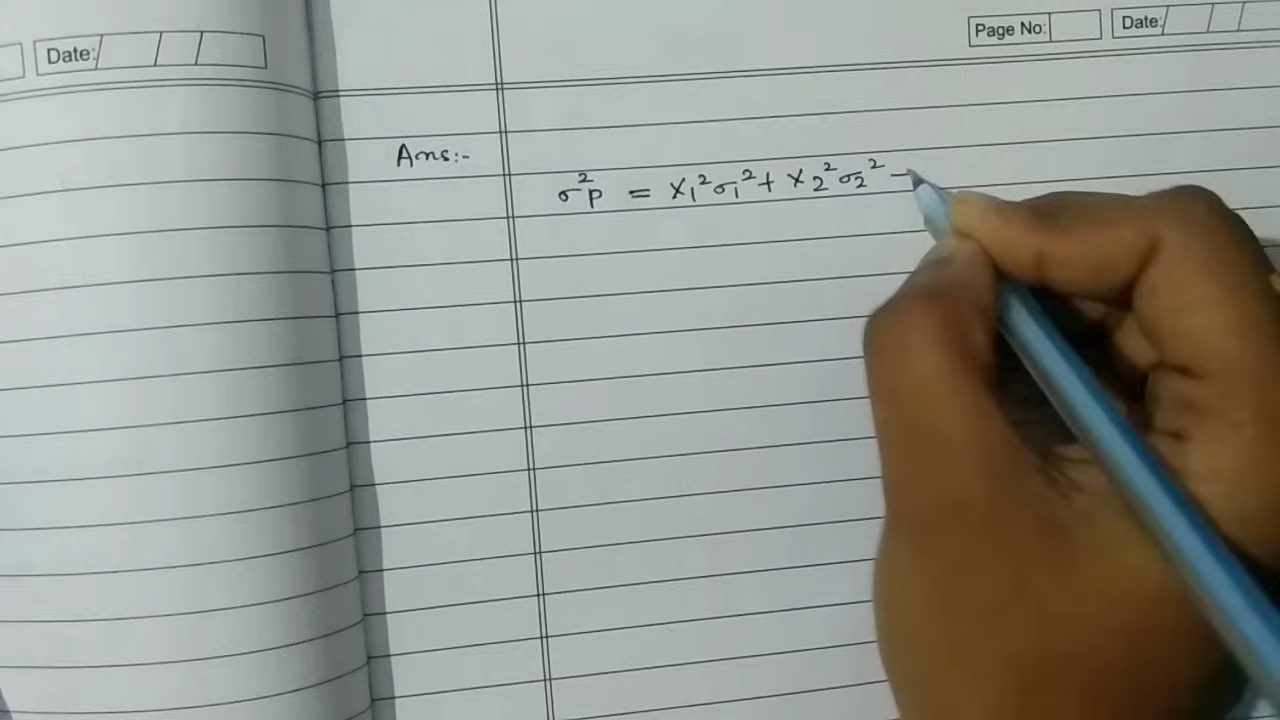 Date:
Page No: Date:
Ans:-
σ²p = X₁²σ₁² + X₂²σ₂² -